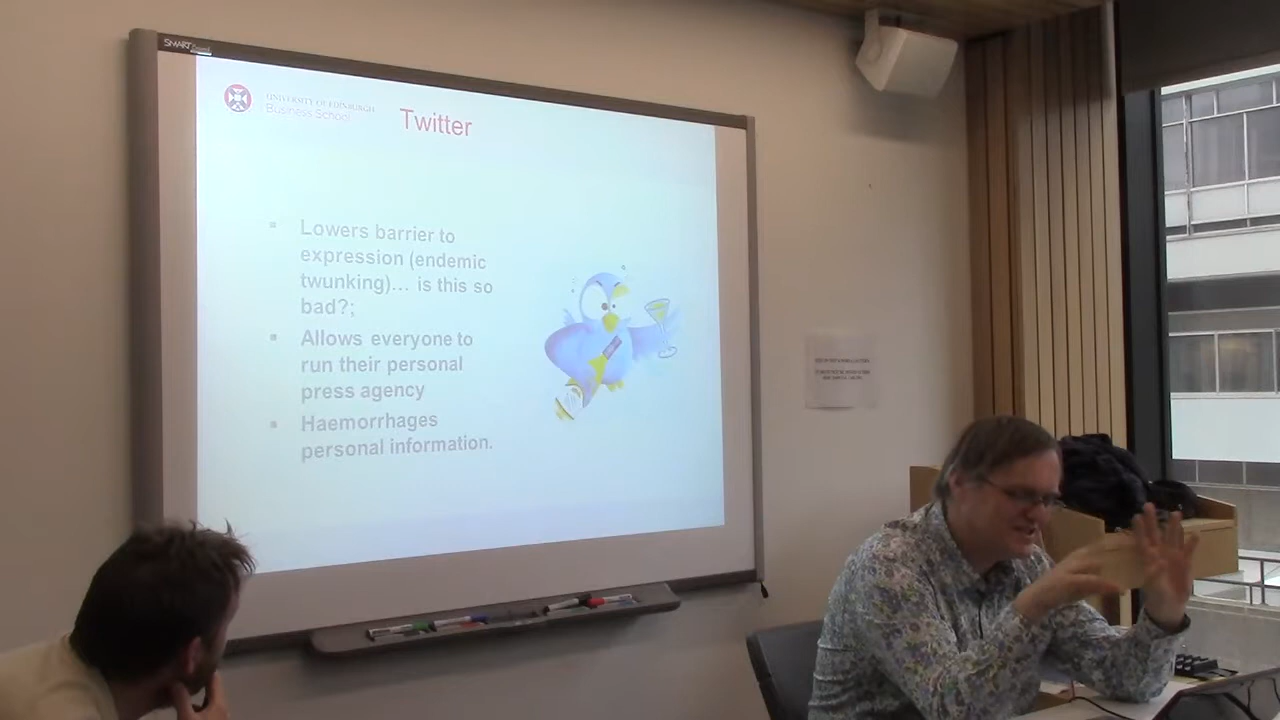 SMART
UNIVERSITY OF EDINBURGH
Business School
Twitter
Lowers barrier to
expression (endemic
twunking)... is this so
bad?;
Allows everyone to
run their personal
press agency
Haemorrhages
personal information.